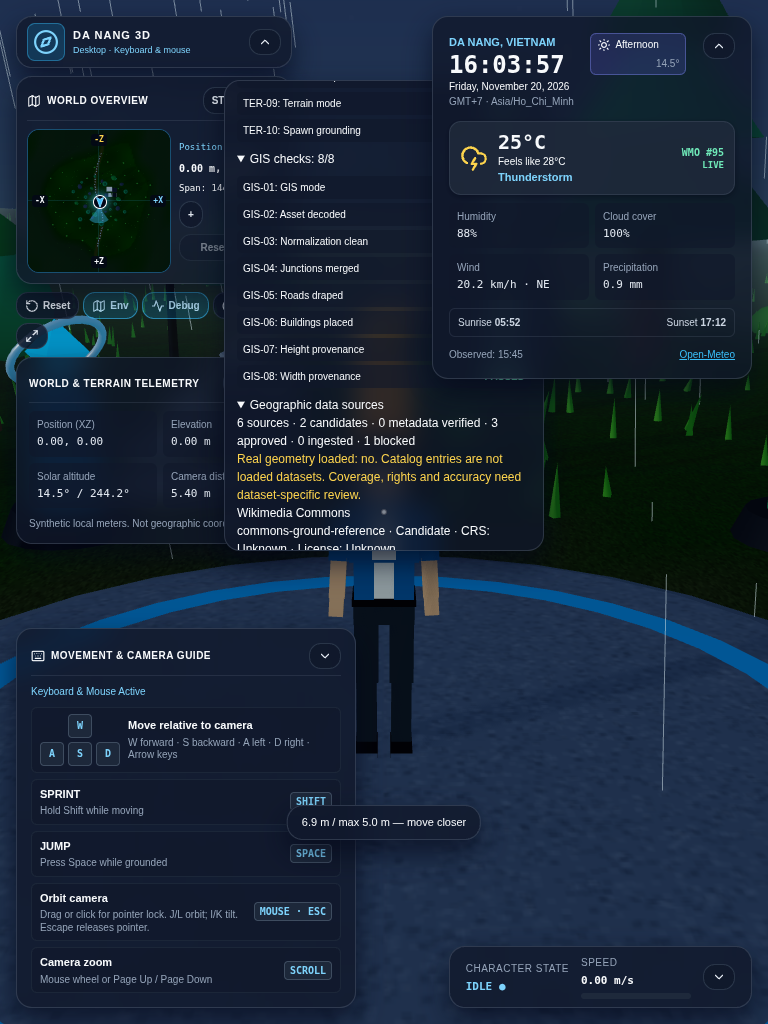 DA NANG 3D
Desktop · Keyboard & mouse
WORLD OVERVIEW
-Z
-X
+X
+Z
Position
0.00 m,
Span:
+
Reset
Env
Debug
WORLD & TERRAIN TELEMETRY
Position (XZ)
0.00, 0.00
Elevation
0.00 m
Solar altitude
14.5° / 244.2°
Camera
5.40 m
Synthetic local meters. Not geographic
TER-09: Terrain mode
TER-10: Spawn grounding
▼ GIS checks: 8/8
GIS-01: GIS mode
GIS-02: Asset decoded
GIS-03: Normalization clean
GIS-04: Junctions merged
GIS-05: Roads draped
GIS-06: Buildings placed
GIS-07: Height provenance
GIS-08: Width provenance
▼ Geographic data sources
6 sources · 2 candidates · 0 metadata verified · 3
approved · 0 ingested · 1 blocked
Real geometry loaded: no. Catalog entries are not
loaded datasets. Coverage, rights and accuracy need
dataset-specific review.
Wikimedia Commons
commons-ground-reference · Candidate · CRS:
Unknown · License: Unknown
DA NANG, VIETNAM
16:03:57
Friday, November 20, 2026
GMT+7 · Asia/Ho_Chi_Minh
Afternoon
14.5°
25°C
Feels like 28°C
Thunderstorm
WMO #95
LIVE
Humidity
88%
Cloud cover
100%
Wind
20.2 km/h · NE
Precipitation
0.9 mm
Sunrise 05:52
Sunset 17:12
Observed: 15:45
Open-Meteo
MOVEMENT & CAMERA GUIDE
Keyboard & Mouse Active
W
A S D
Move relative to camera
W forward · S backward · A left · D right ·
Arrow keys
SPRINT
Hold Shift while moving
SHIFT
JUMP
Press Space while grounded
SPACE
Orbit camera
Drag or click for pointer lock. J/L orbit; I/K tilt.
Escape releases pointer.
MOUSE · ESC
Camera zoom
Mouse wheel or Page Up / Page Down
SCROLL
6.9 m / max 5.0 m — move closer
CHARACTER STATE
IDLE
SPEED
0.00 m/s